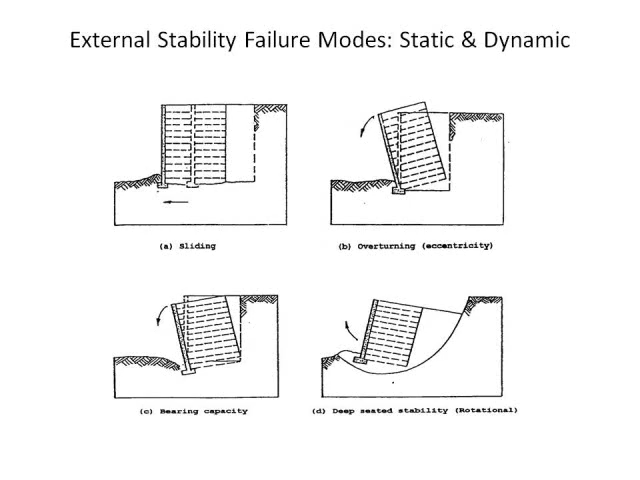 External Stability Failure Modes: Static & Dynamic
(a) Sliding
(b) Overturning (eccentricity)
(c) Bearing capacity
(d) Deep seated stability (Rotational)